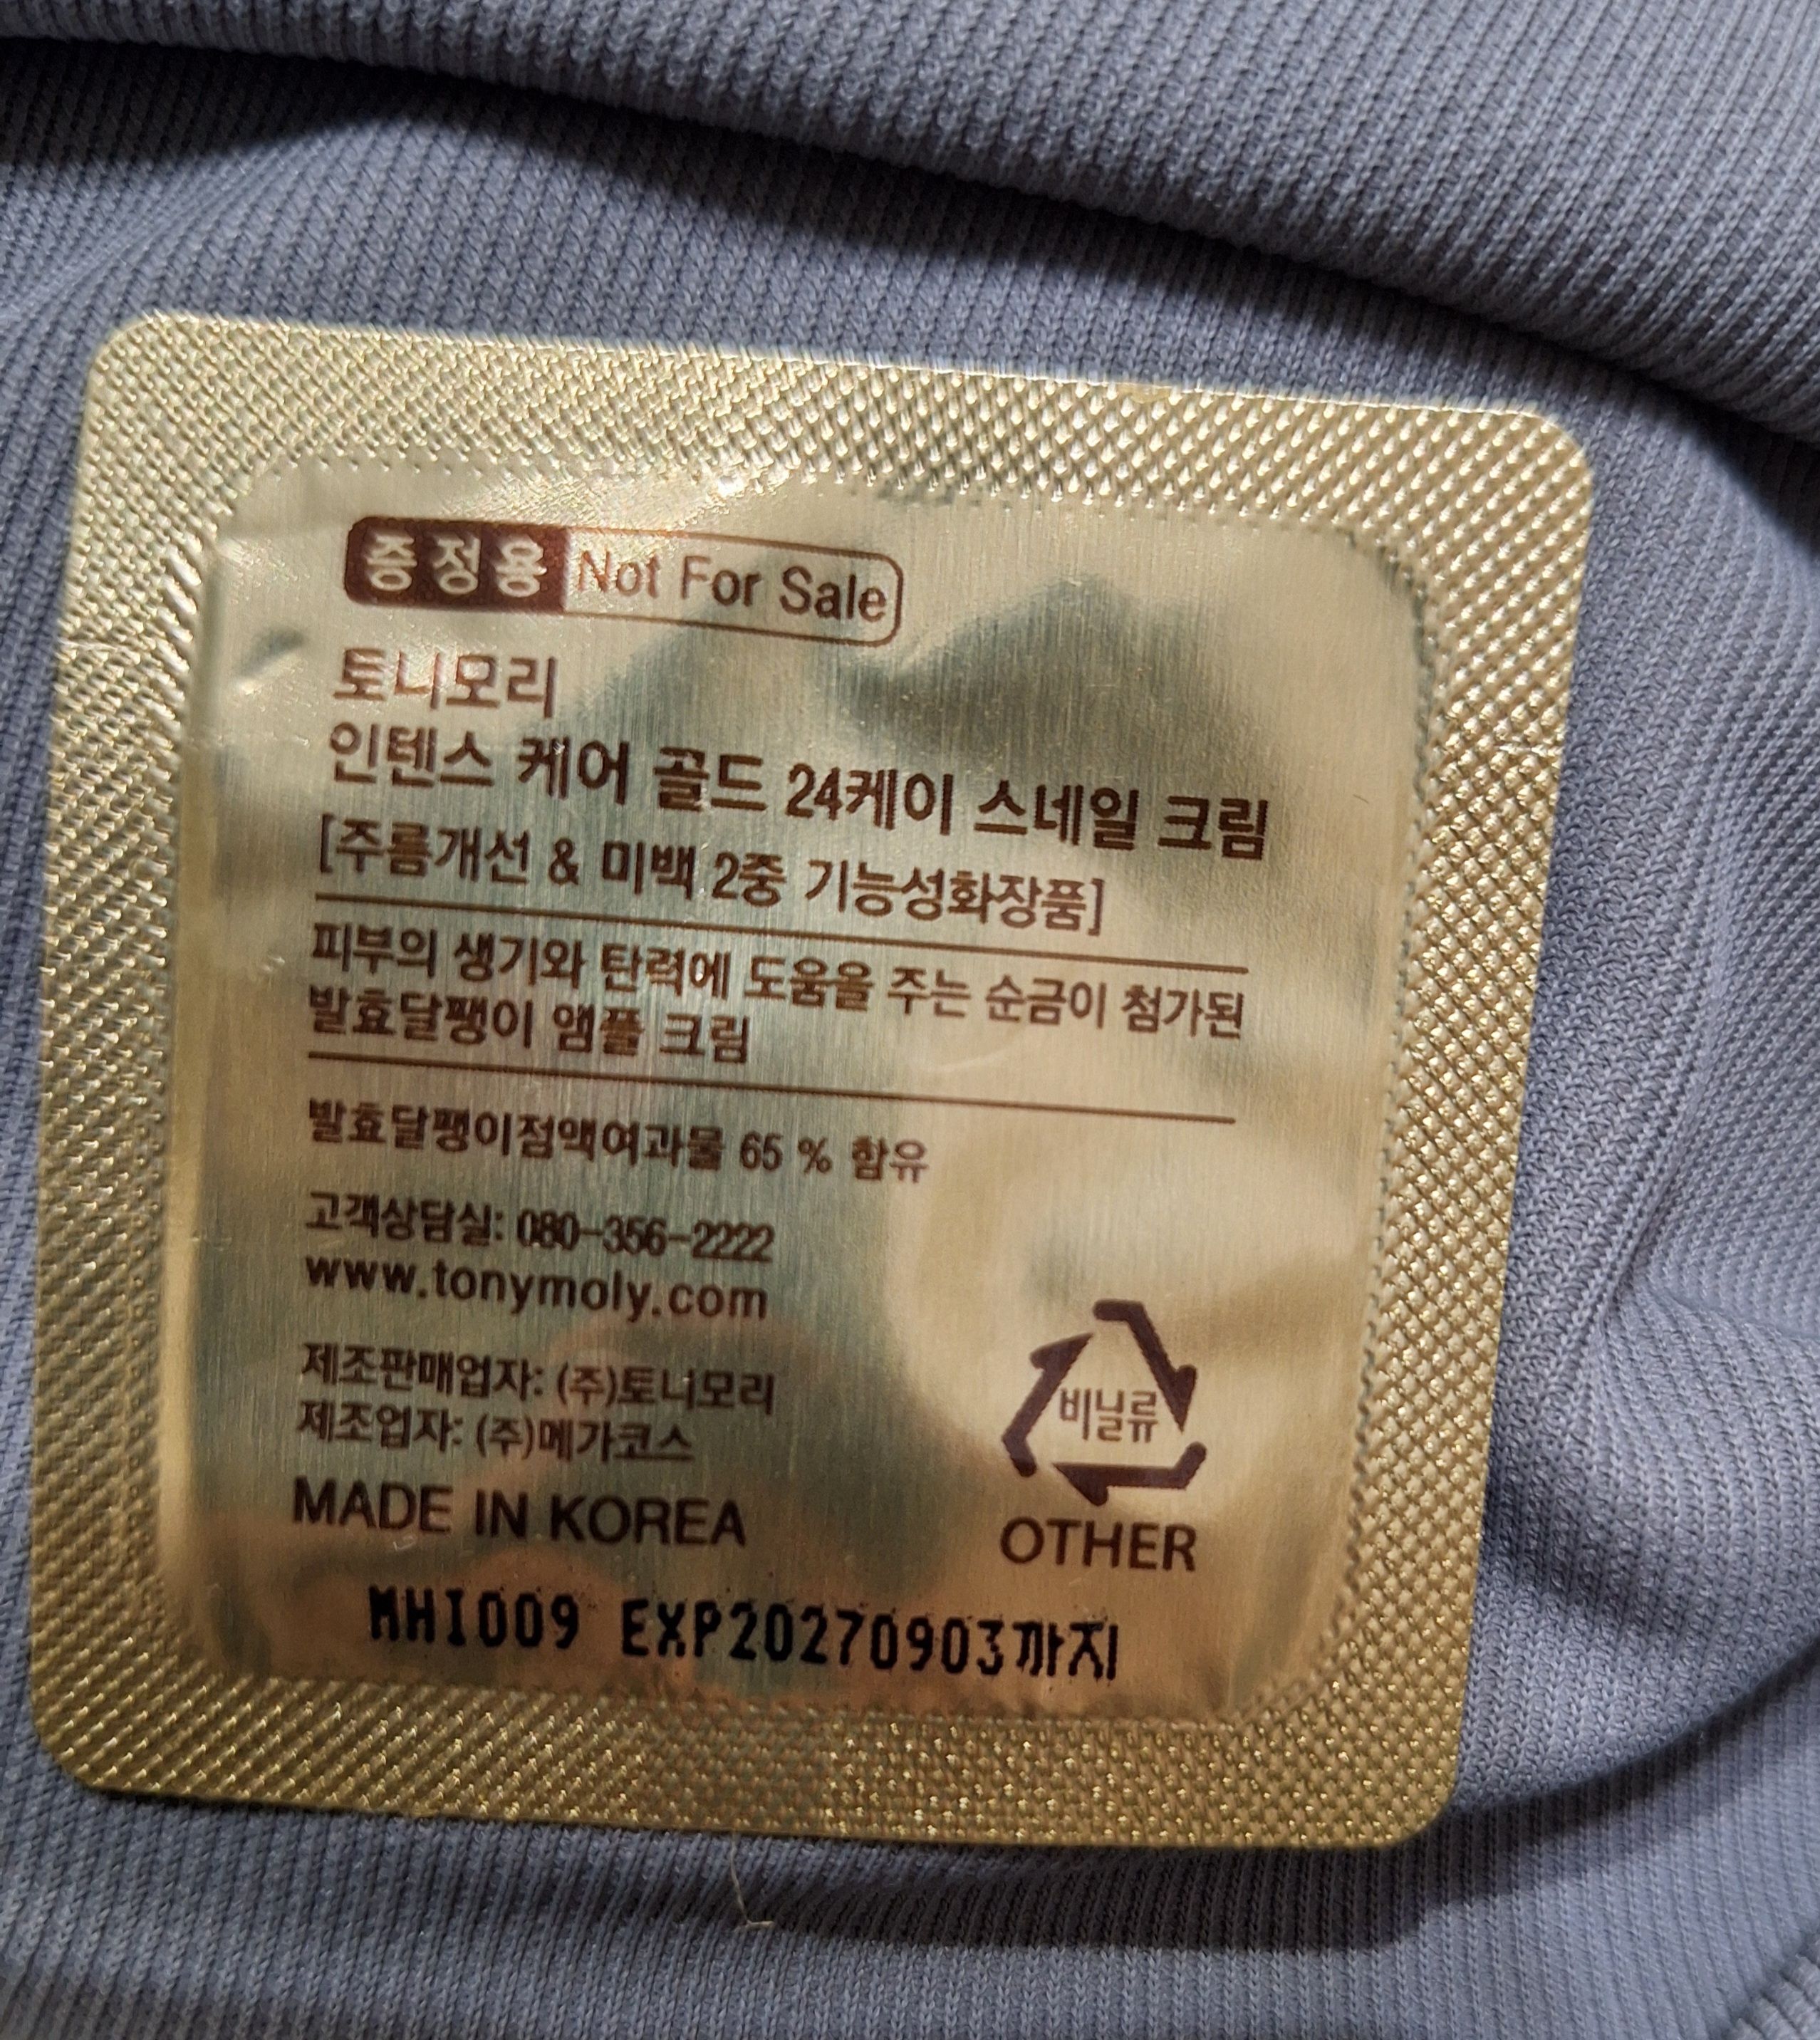 증정용 Not For Sale
토니모리
인텐스 케어 골드 24케이 스네일 크림
[주름개선 & 미백 2중 기능성화장품]
피부의 생기와 탄력에 도움을 주는 순금이 첨가된
발효달팽이 앰플 크림
발효달팽이점액여과물 65 % 함유
고객상담실: 080-356-2222
www.tonymoly.com
제조판매업자: (주)토니모리
제조업자: (주)메가코스
비닐류
MADE IN KOREA
OTHER
MHI009 EXP20270903까지